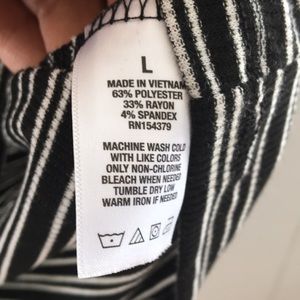 L
MADE IN VIETNAM
63% POLYESTER
33% RAYON
4% SPANDEX
RN154379
MACHINE WASH COLD
WITH LIKE COLORS
ONLY NON-CHLORINE
BLEACH WHEN NEEDED
TUMBLE DRY LOW
WARM IRON IF NEEDED